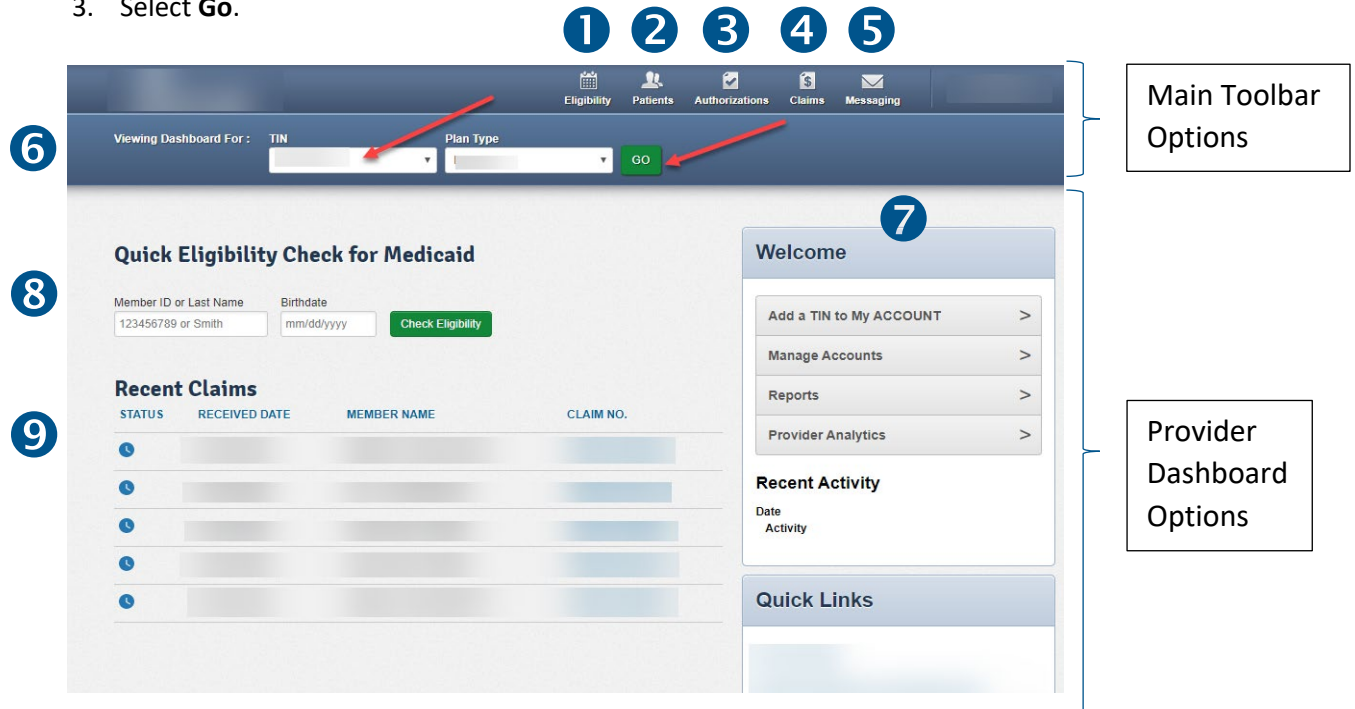 3. Select Go.
1 2 3 4 5
Eligibility Patients Authorizations Claims Messaging
Main Toolbar
Options
6
Viewing Dashboard For : TIN Plan Type
GO
7
Quick Eligibility Check for Medicaid
Welcome
8
Member ID or Last Name Birthdate
123456789 or Smith mm/dd/yyyy Check Eligibility
Add a TIN to My ACCOUNT >
Manage Accounts >
Reports >
Provider Analytics >
Recent Claims
9
STATUS RECEIVED DATE MEMBER NAME CLAIM NO.
Provider
Dashboard
Options
Recent Activity
Date
Activity
Quick Links